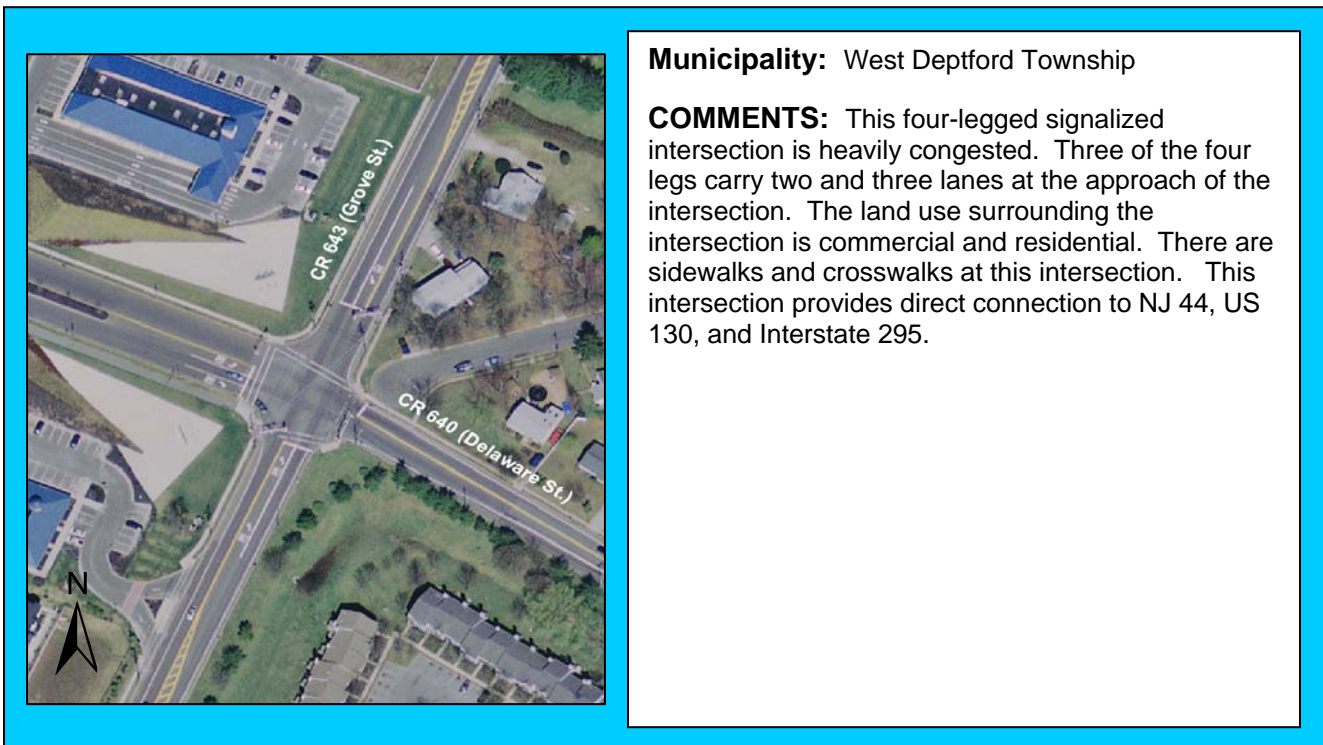 CR 643 (Grove St.)
CR 640 (Delaware St.)
N
Municipality: West Deptford Township
COMMENTS: This four-legged signalized
intersection is heavily congested. Three of the four
legs carry two and three lanes at the approach of the
intersection. The land use surrounding the
intersection is commercial and residential. There are
sidewalks and crosswalks at this intersection. This
intersection provides direct connection to NJ 44, US
130, and Interstate 295.